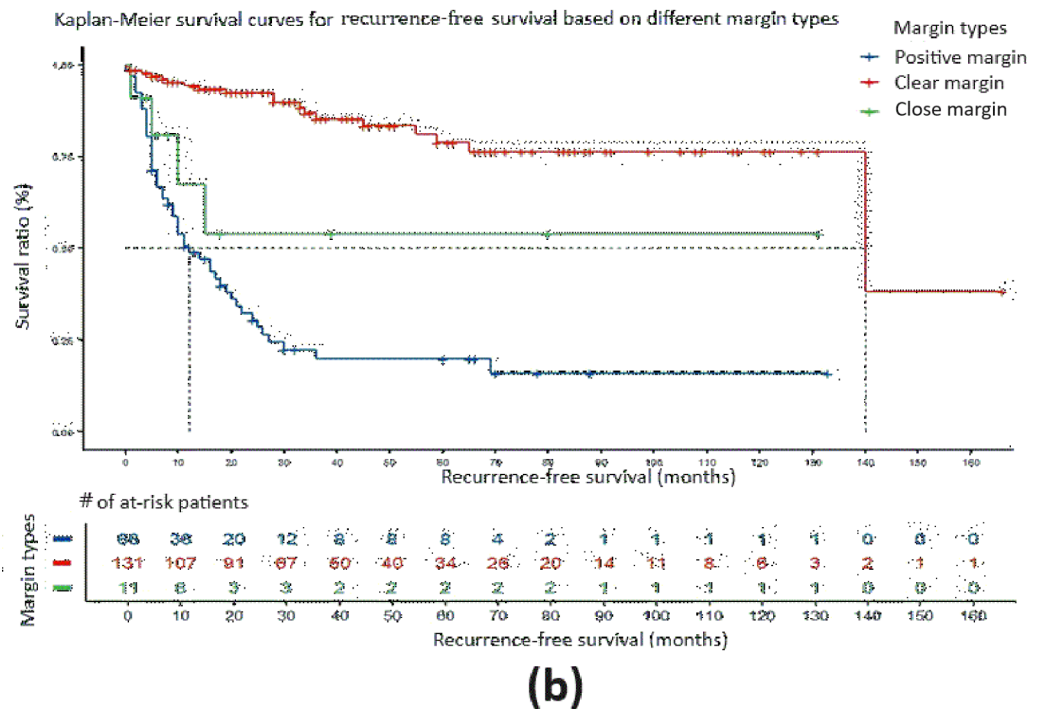 Kaplan-Meier survival curves for recurrence-free survival based on different margin types
Margin types
Positive margin
Clear margin
Close margin
Survival ratio (%)
0 10 20 30 40 50 60 70 80 90 100 110 120 130 140 150 160
Recurrence-free survival (months)
# of at-risk patients
Margin types
20 12 4 2 1 1 1 1 1 0 0 0
131 107 91 67 50 40 34 26 20 14 11 8 6 3 2 1 1
11 3 3 2 2 2 2 2 1 1 1 1 1 0 0 0
0 10 20 30 40 50 60 70 80 90 100 110 120 130 140 150 160
Recurrence-free survival (months)
(b)